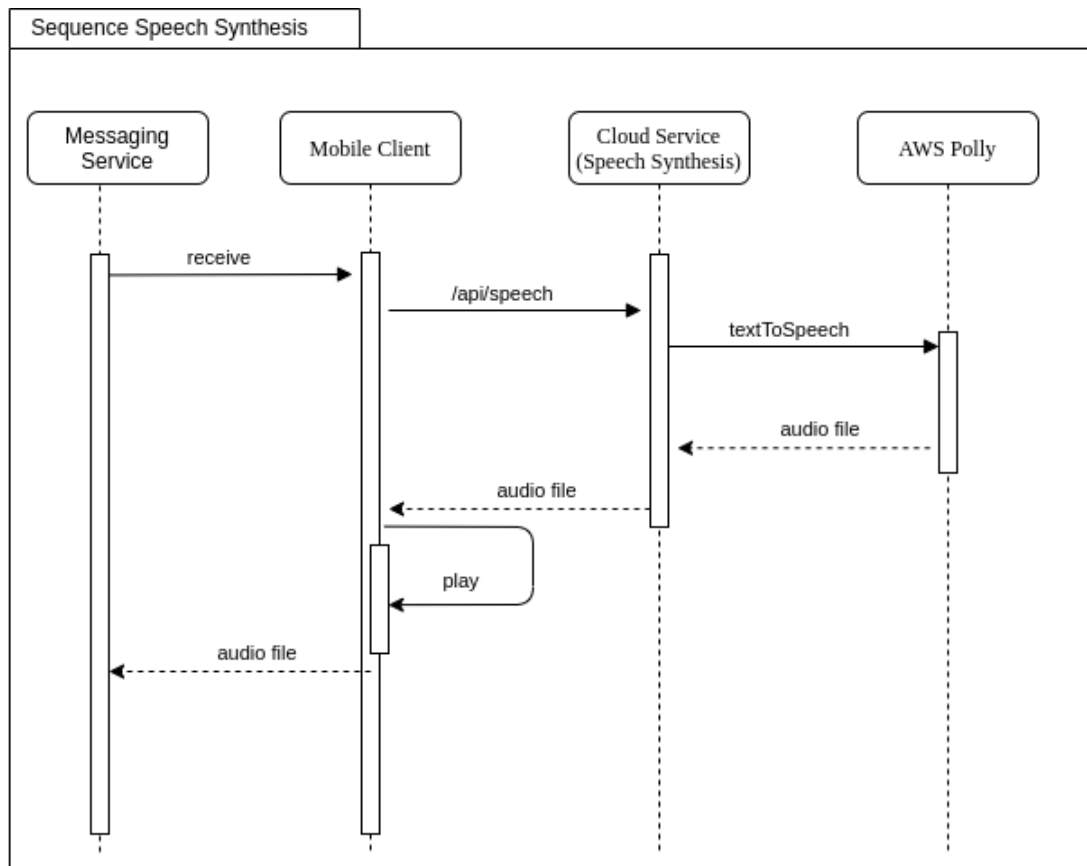 Sequence Speech Synthesis
Messaging
Service
Mobile Client
Cloud Service
(Speech Synthesis)
AWS Polly
receive
/api/speech
textToSpeech
audio file
audio file
play
audio file